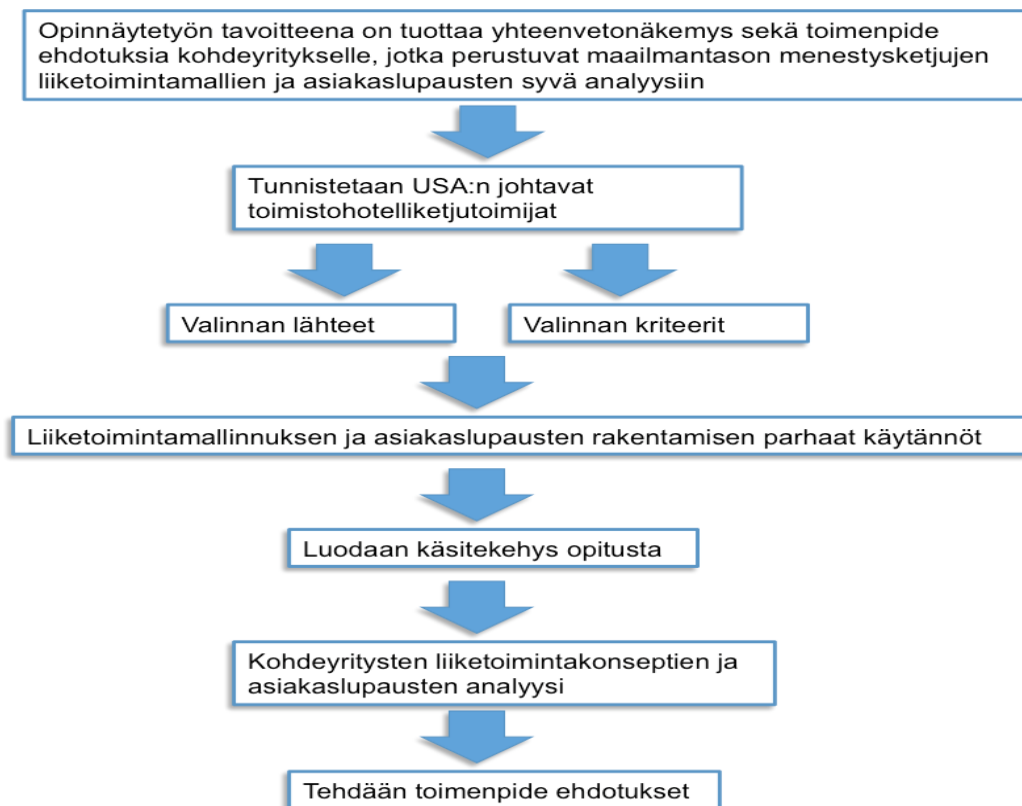 Opinnäytetyön tavoitteena on tuottaa yhteenvetonäkemys sekä toimenpide
ehdotuksia kohdeyritykselle, jotka perustuvat maailmantason menestysketjujen
liiketoimintamallien ja asiakaslupausten syvä analyysiin
Tunnistetaan USA:n johtavat
toimistohotelliketjutoimijat
Valinnan lähteet
Valinnan kriteerit
Liiketoimintamallinnuksen ja asiakaslupausten rakentamisen parhaat käytännöt
Luodaan käsitekehys opitusta
Kohdeyritysten liiketoimintakonseptien ja
asiakaslupausten analyysi
Tehdään toimenpide ehdotukset